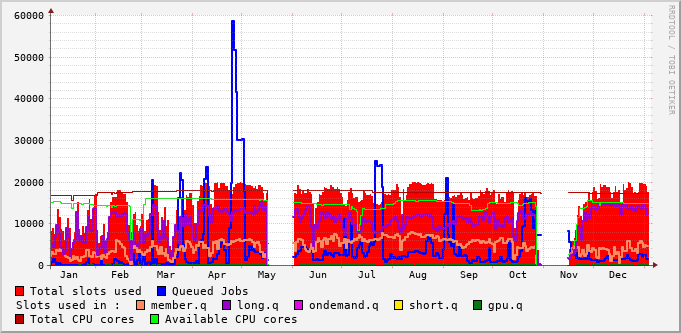 60000
50000
40000
30000
20000
10000
0
Jan Feb Mar Apr May Jun Jul Aug Sep Oct Nov Dec
RRDTOOL / TOBI OETIKER
Total slots used Queued Jobs
Slots used in : member.q long.q ondemand.q short.q gpu.q
Total CPU cores Available CPU cores